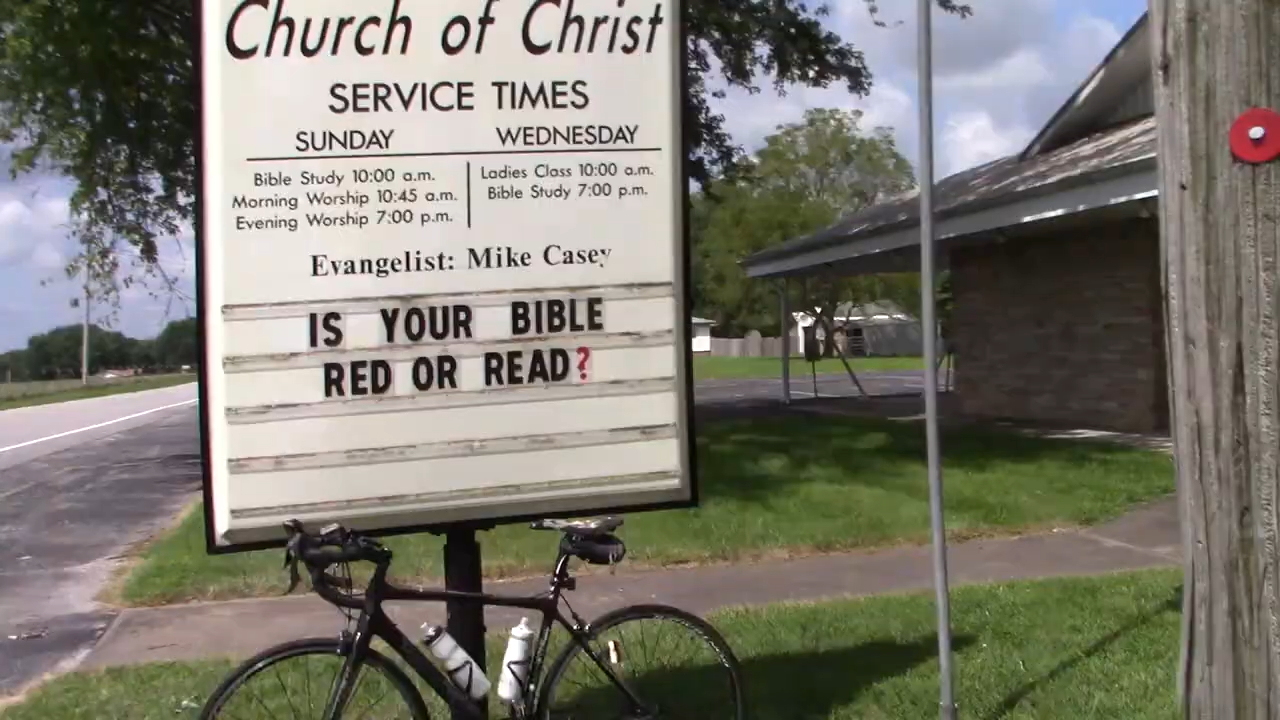 Church of Christ
SERVICE TIMES
SUNDAY WEDNESDAY
Bible Study 10:00 a.m. Ladies Class 10:00 a.m.
Morning Worship 10:45 a.m. Bible Study 7:00 p.m.
Evening Worship 7:00 p.m.
Evangelist: Mike Casey
IS YOUR BIBLE
RED OR READ?